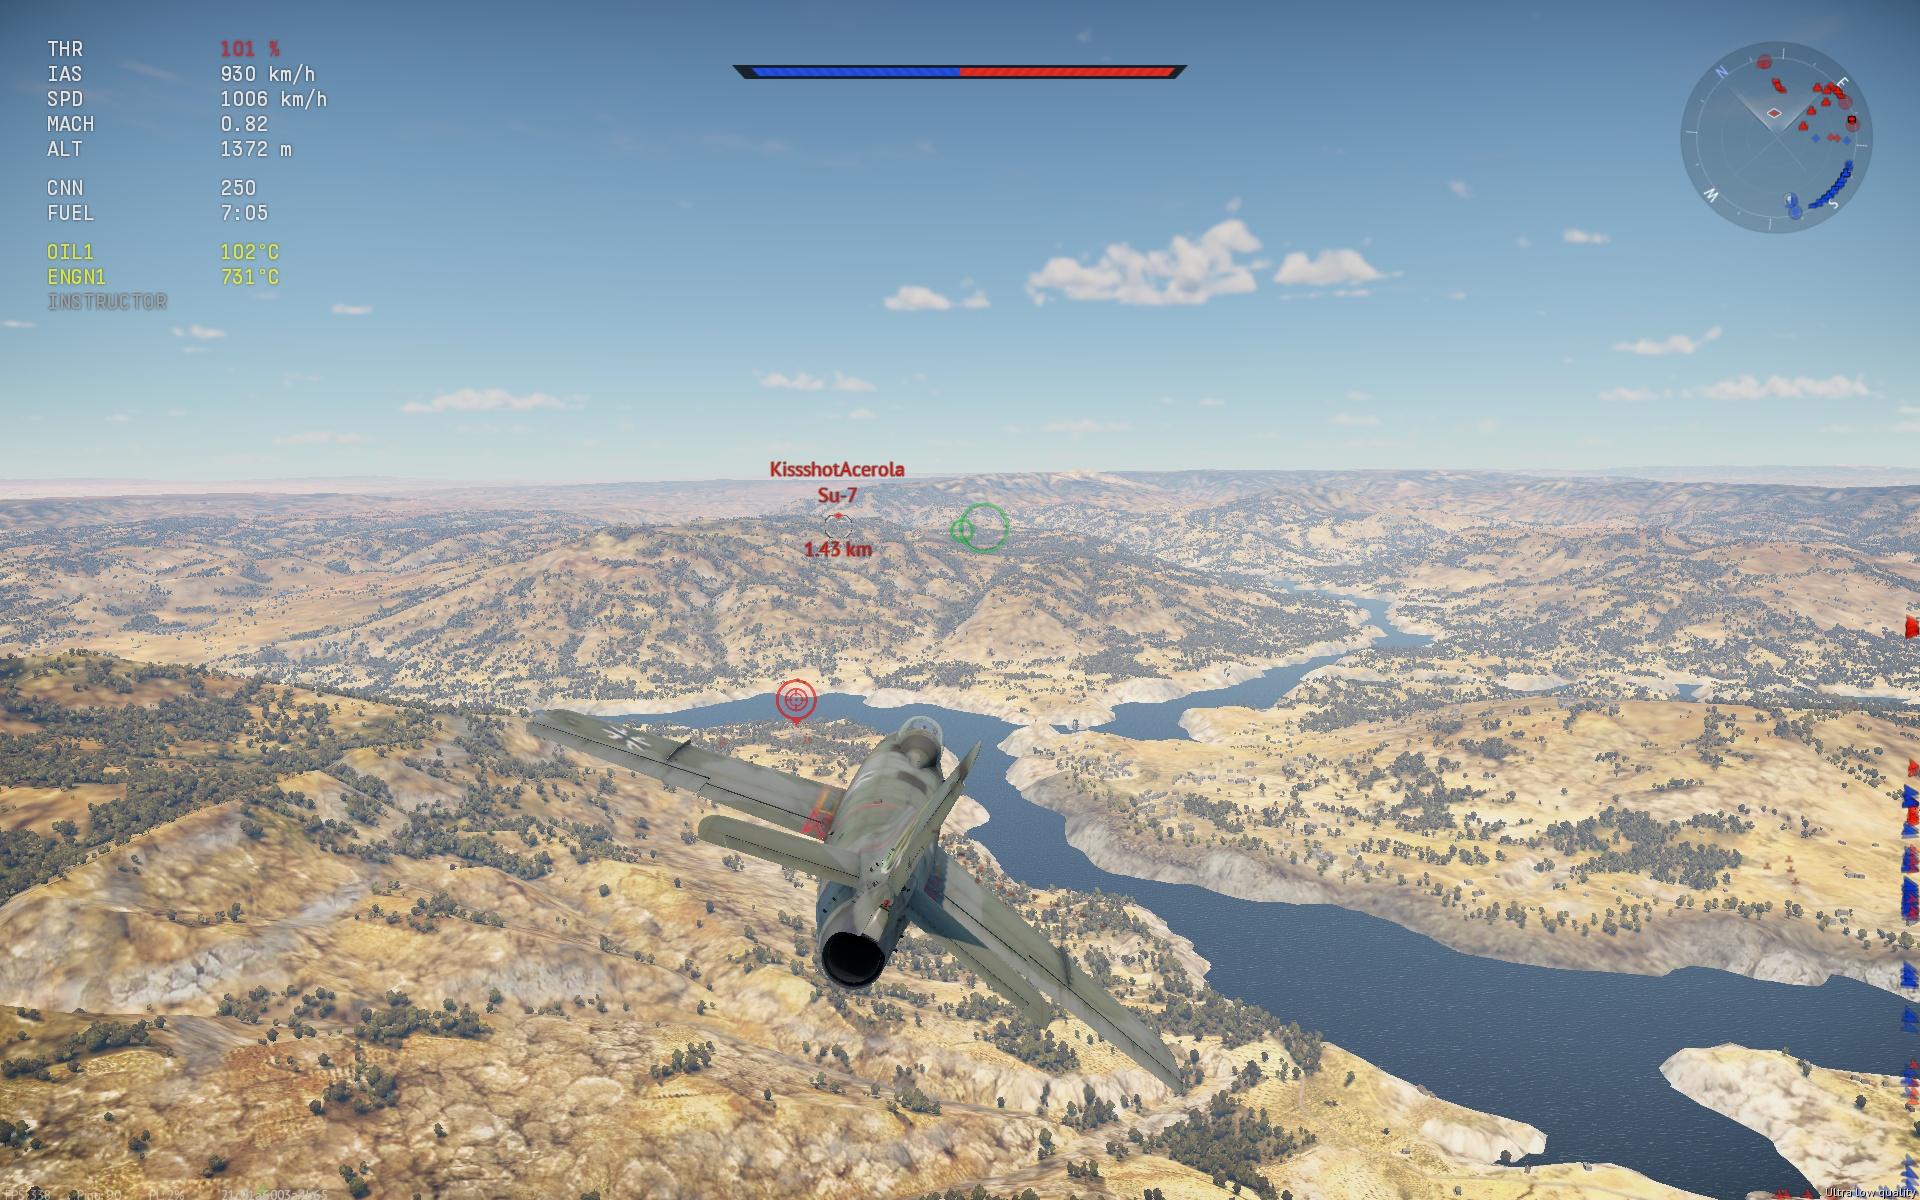 THR 101 %
IAS 930 km/h
SPD 1006 km/h
MACH 0.82
ALT 1372 m
CNN 250
FUEL 7:05
OIL1 102°C
ENGN1 731°C
INSTRUCTOR
N
E
W
S
KissshotAcerola
Su-7
1.43 km
Ultra low quality